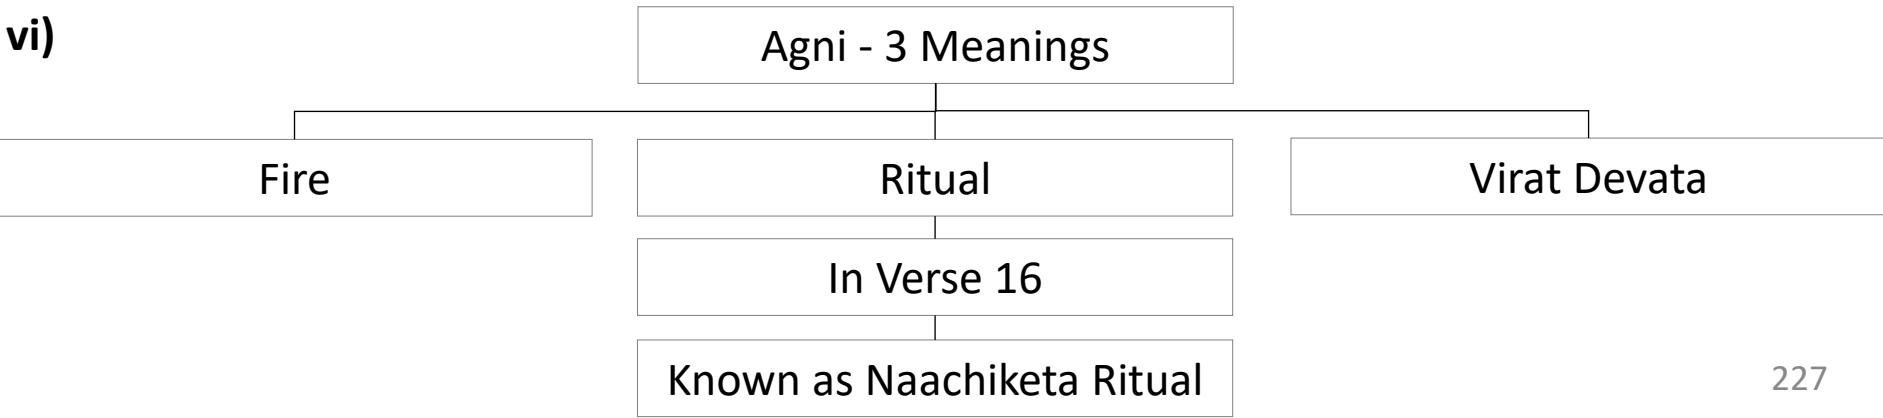 vi)
Agni - 3 Meanings
Fire
Ritual
Virat Devata
In Verse 16
Known as Naachiketa Ritual
227